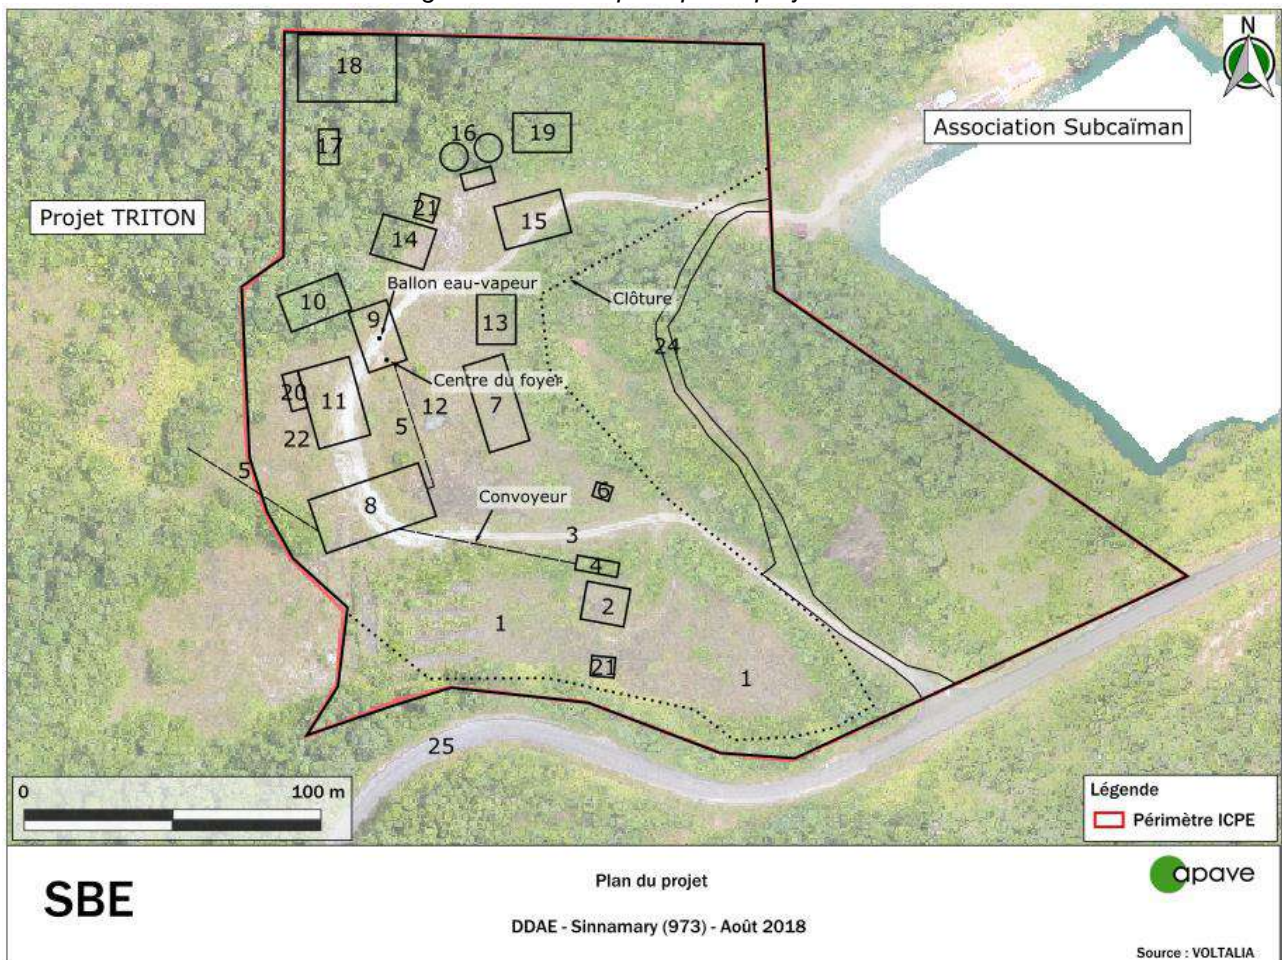 N
18
16
19
17
Association Subcaïman
Projet TRITON
21
15
14
Ballon eau-vapeur
10
Clôture
9
13
24
Centre du foyer
20
11
12
7
5
22
5
6
8
Convoyeur
3
4
2
1
21
1
25
0 100 m
Légende
Périmètre ICPE
SBE
Plan du projet
DDAE - Sinnamary (973) - Août 2018
apave
Source : VOLTALIA